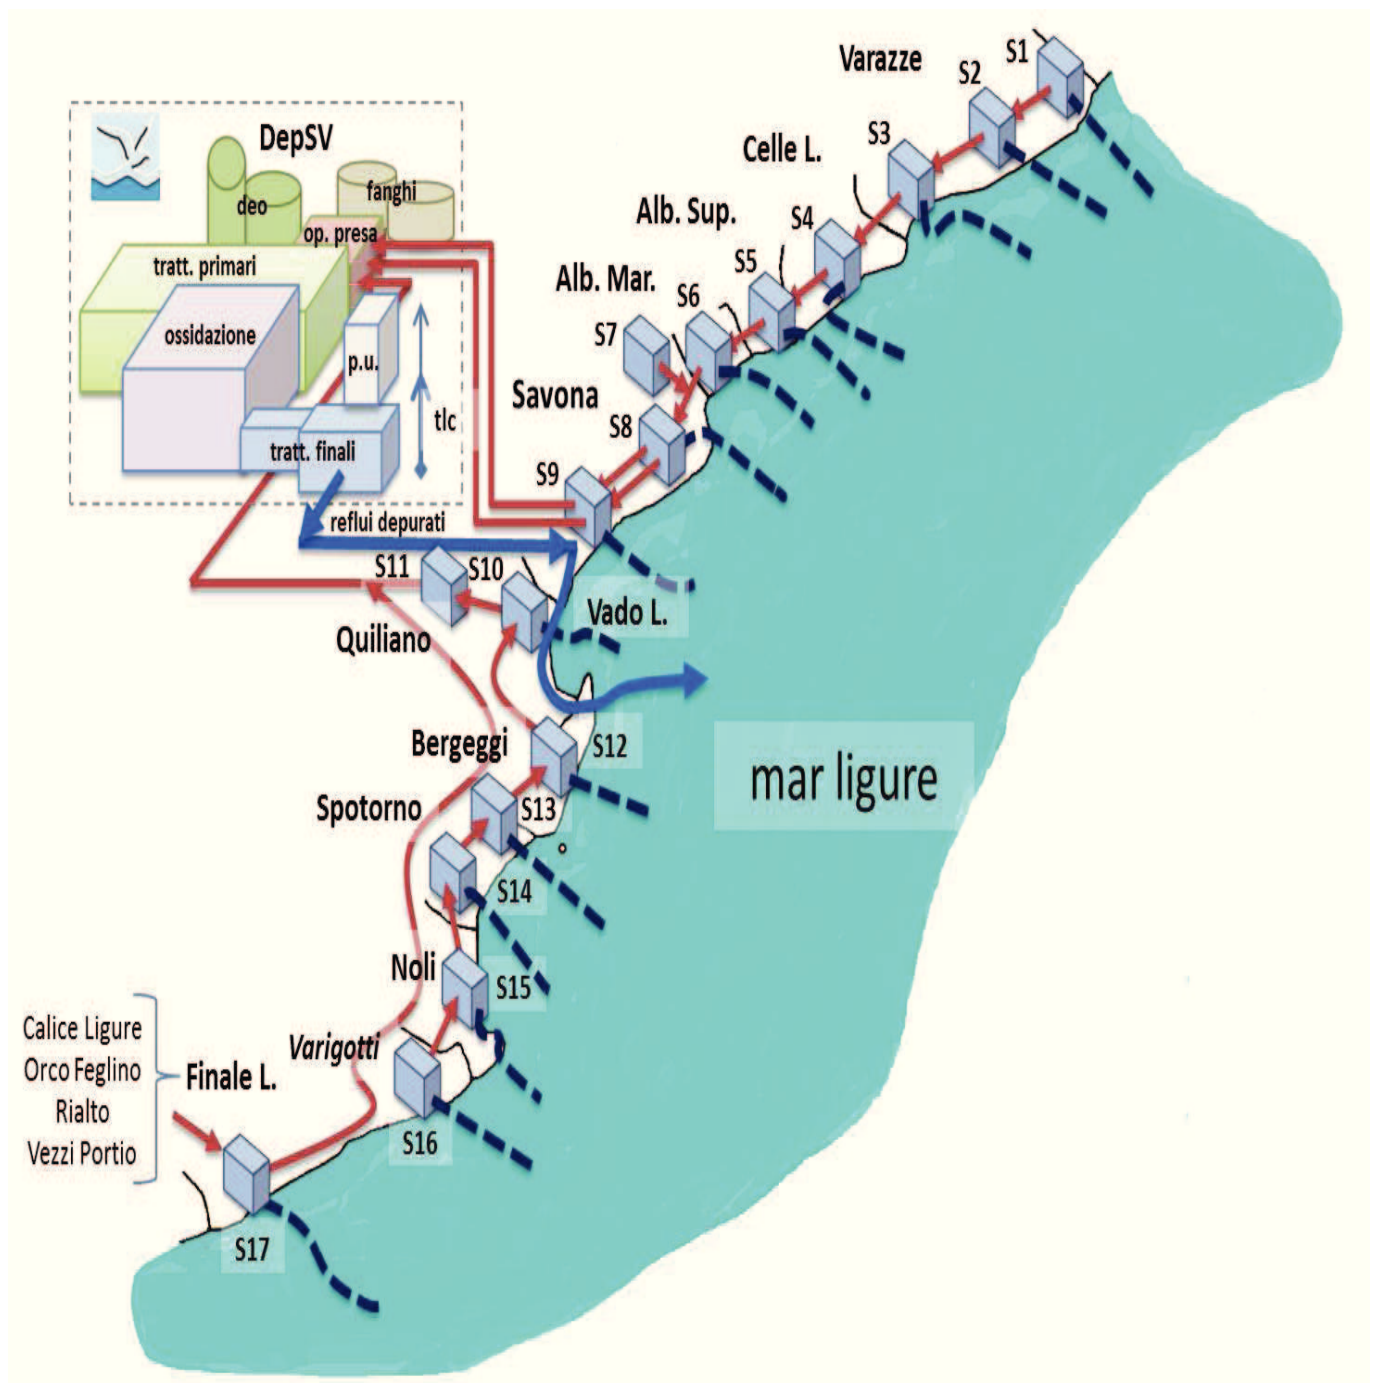 Varazze
S1
S2
S3
Celle L.
Alb. Sup.
S4
S5
Alb. Mar.
S6
S7
Savona
S8
S9
DepSV
fanghi
deo
op. presa
tratt. primari
ossidazione
p.u.
tlc
tratt. finali
reflui depurati
S11
S10
Vado L.
Quiliano
Bergeggi
S12
mar ligure
Spotorno
S13
S14
Noli
S15
Varigotti
S16
Calice Ligure
Orco Feglino
Rialto
Vezzi Portio
Finale L.
S17